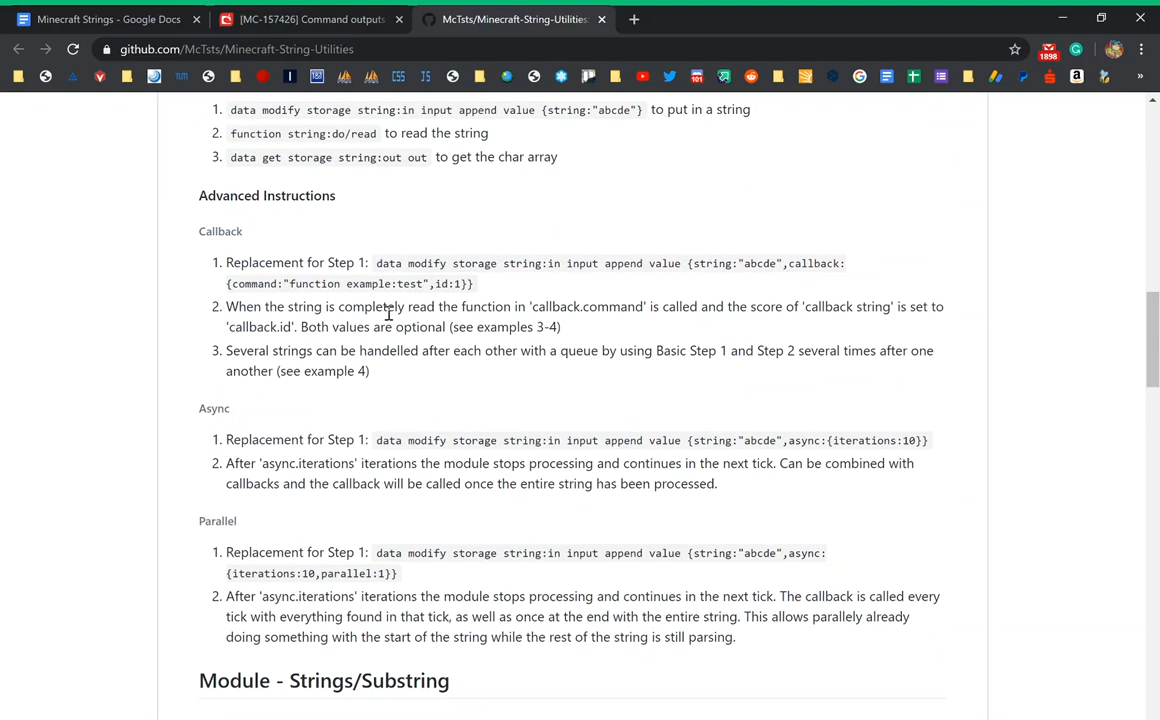 Minecraft Strings - Google Docs
[MC-157426] Command outputs
McTsts/Minecraft-String-Utilities:
github.com/McTsts/Minecraft-String-Utilities
1. data modify storage string:in input append value {string:"abcde"} to put in a string
2. function string:do/read to read the string
3. data get storage string:out out to get the char array
Advanced Instructions
Callback
1. Replacement for Step 1: data modify storage string:in input append value {string:"abcde",callback:
{command:"function example:test",id:1}}
2. When the string is completely read the function in 'callback.command' is called and the score of 'callback string' is set to
'callback.id'. Both values are optional (see examples 3-4)
3. Several strings can be handelled after each other with a queue by using Basic Step 1 and Step 2 several times after one
another (see example 4)
Async
1. Replacement for Step 1: data modify storage string:in input append value {string:"abcde",async:{iterations:10}}
2. After 'async.iterations' iterations the module stops processing and continues in the next tick. Can be combined with
callbacks and the callback will be called once the entire string has been processed.
Parallel
1. Replacement for Step 1: data modify storage string:in input append value {string:"abcde",async:
{iterations:10,parallel:1}}
2. After 'async.iterations' iterations the module stops processing and continues in the next tick. The callback is called every
tick with everything found in that tick, as well as once at the end with the entire string. This allows parallely already
doing something with the start of the string while the rest of the string is still parsing.
Module - Strings/Substring